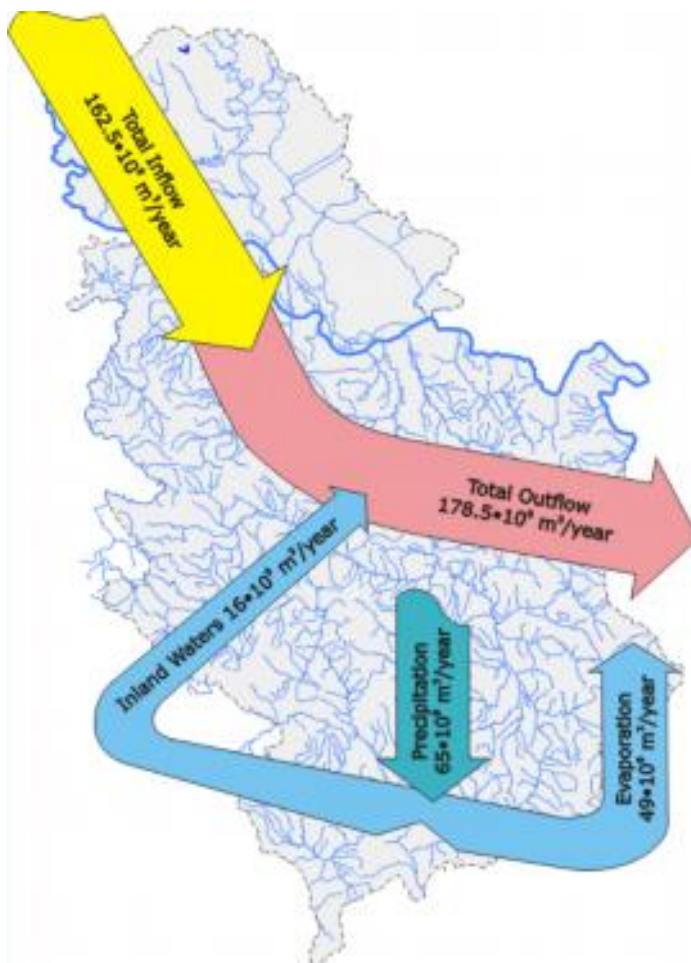 Total Inflow
162.5•10⁹ m³/year
Total Outflow
178.5•10⁹ m³/year
Inland Waters 16•10⁹ m³/year
Precipitation
65•10⁹ m³/year
Evaporation
49•10⁹ m³/year